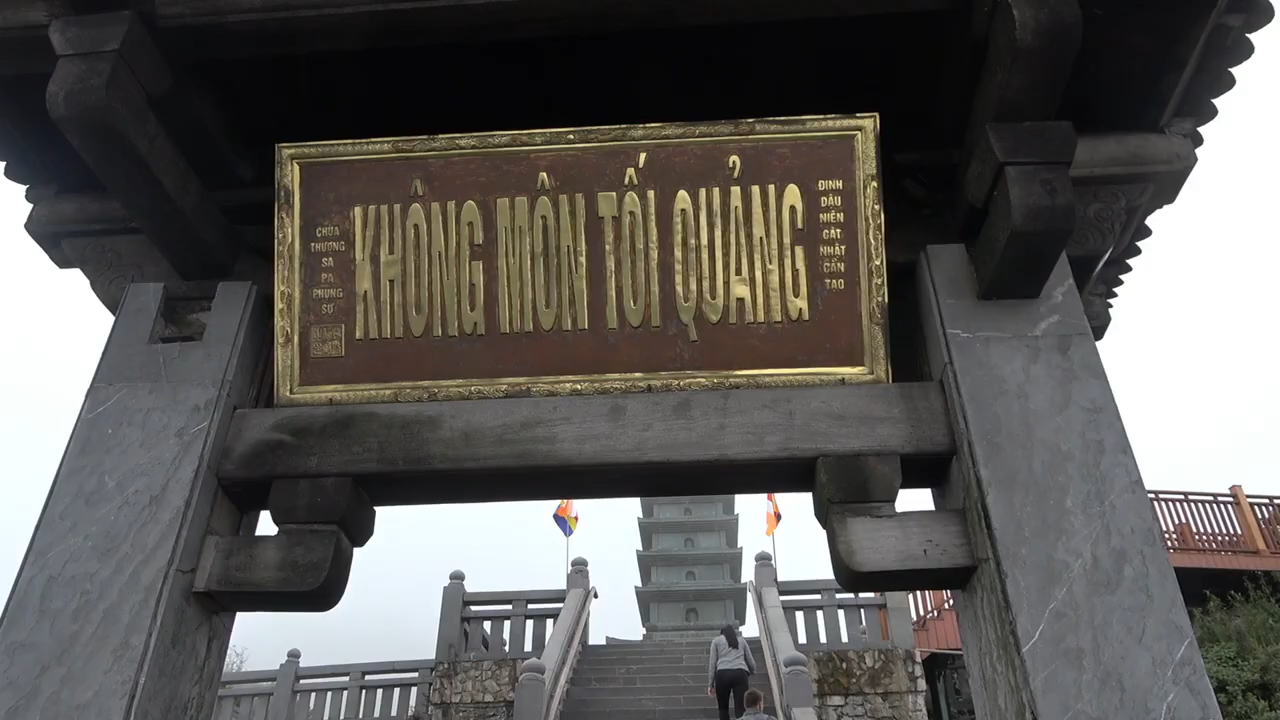 KHÔNG MÔN TỐI QUẢNG
CHÙA
THƯỢNG
SA
PA
PHỤNG
SỰ
ĐINH
DẬU
NIÊN
CÁT
NHẬT
CẨN
TẠO